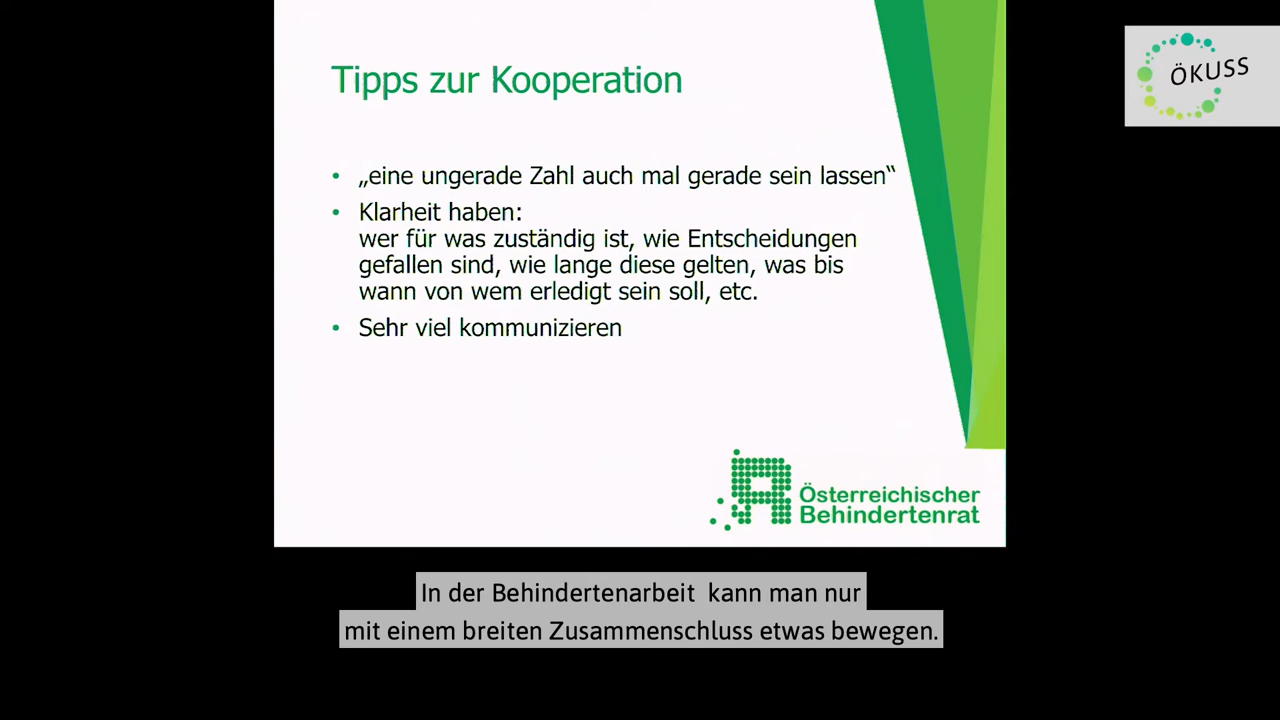 Tipps zur Kooperation
ÖKUSS
• „eine ungerade Zahl auch mal gerade sein lassen“
• Klarheit haben:
wer für was zuständig ist, wie Entscheidungen
gefallen sind, wie lange diese gelten, was bis
wann von wem erledigt sein soll, etc.
• Sehr viel kommunizieren
Österreichischer
Behindertenrat
In der Behindertenarbeit  kann man nur
mit einem breiten Zusammenschluss etwas bewegen.